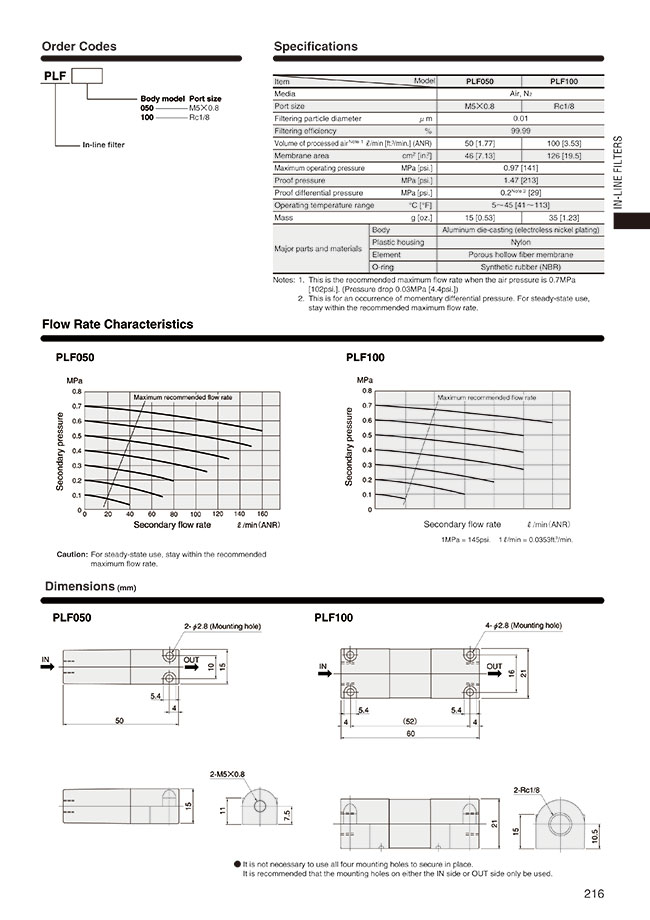 Order Codes
PLF
Body model Port size
050 M5×0.8
100 Rc1/8
In-line filter
Specifications
Item Model PLF050 PLF100
Media Air, N₂
Port size M5×0.8 Rc1/8
Filtering particle diameter μm 0.01
Filtering efficiency % 99.99
Volume of processed air Note 1 ℓ/min [ft.³/min.] (ANR) 50 [1.77] 100 [3.53]
Membrane area cm² [in.²] 46 [7.13] 126 [19.5]
Maximum operating pressure MPa [psi.] 0.97 [141]
Proof pressure MPa [psi.] 1.47 [213]
Proof differential pressure MPa [psi.] 0.2 Note 2 [29]
Operating temperature range °C [°F] 5～45 [41～113]
Mass g [oz.] 15 [0.53] 35 [1.23]
Major parts and materials
Body Aluminum die-casting (electroless nickel plating)
Plastic housing Nylon
Element Porous hollow fiber membrane
O-ring Synthetic rubber (NBR)
Notes: 1. This is the recommended maximum flow rate when the air pressure is 0.7MPa
[102psi.]. (Pressure drop 0.03MPa [4.4psi.])
2. This is for an occurrence of momentary differential pressure. For steady-state use,
stay within the recommended maximum flow rate.
IN-LINE FILTERS
Flow Rate Characteristics
PLF050
MPa
0.8
0.7
0.6
0.5
0.4
0.3
0.2
0.1
0
Secondary pressure
Maximum recommended flow rate
0 20 40 60 80 100 120 140 160
Secondary flow rate ℓ/min(ANR)
Caution: For steady-state use, stay within the recommended
maximum flow rate.
PLF100
MPa
0.8
0.7
0.6
0.5
0.4
0.3
0.2
0.1
0
Secondary pressure
Maximum recommended flow rate
Secondary flow rate ℓ/min(ANR)
1MPa = 145psi. 1ℓ/min = 0.0353ft.³/min.
Dimensions (mm)
PLF050
2-φ2.8 (Mounting hole)
IN
OUT
10
15
5.4
4
50
15
2-M5×0.8
11
7.5
PLF100
4-φ2.8 (Mounting hole)
IN
OUT
16
21
5.4 5.4
4 (52) 4
60
21
2-Rc1/8
15
10.5
● It is not necessary to use all four mounting holes to secure in place.
It is recommended that the mounting holes on either the IN side or OUT side only be used.
216